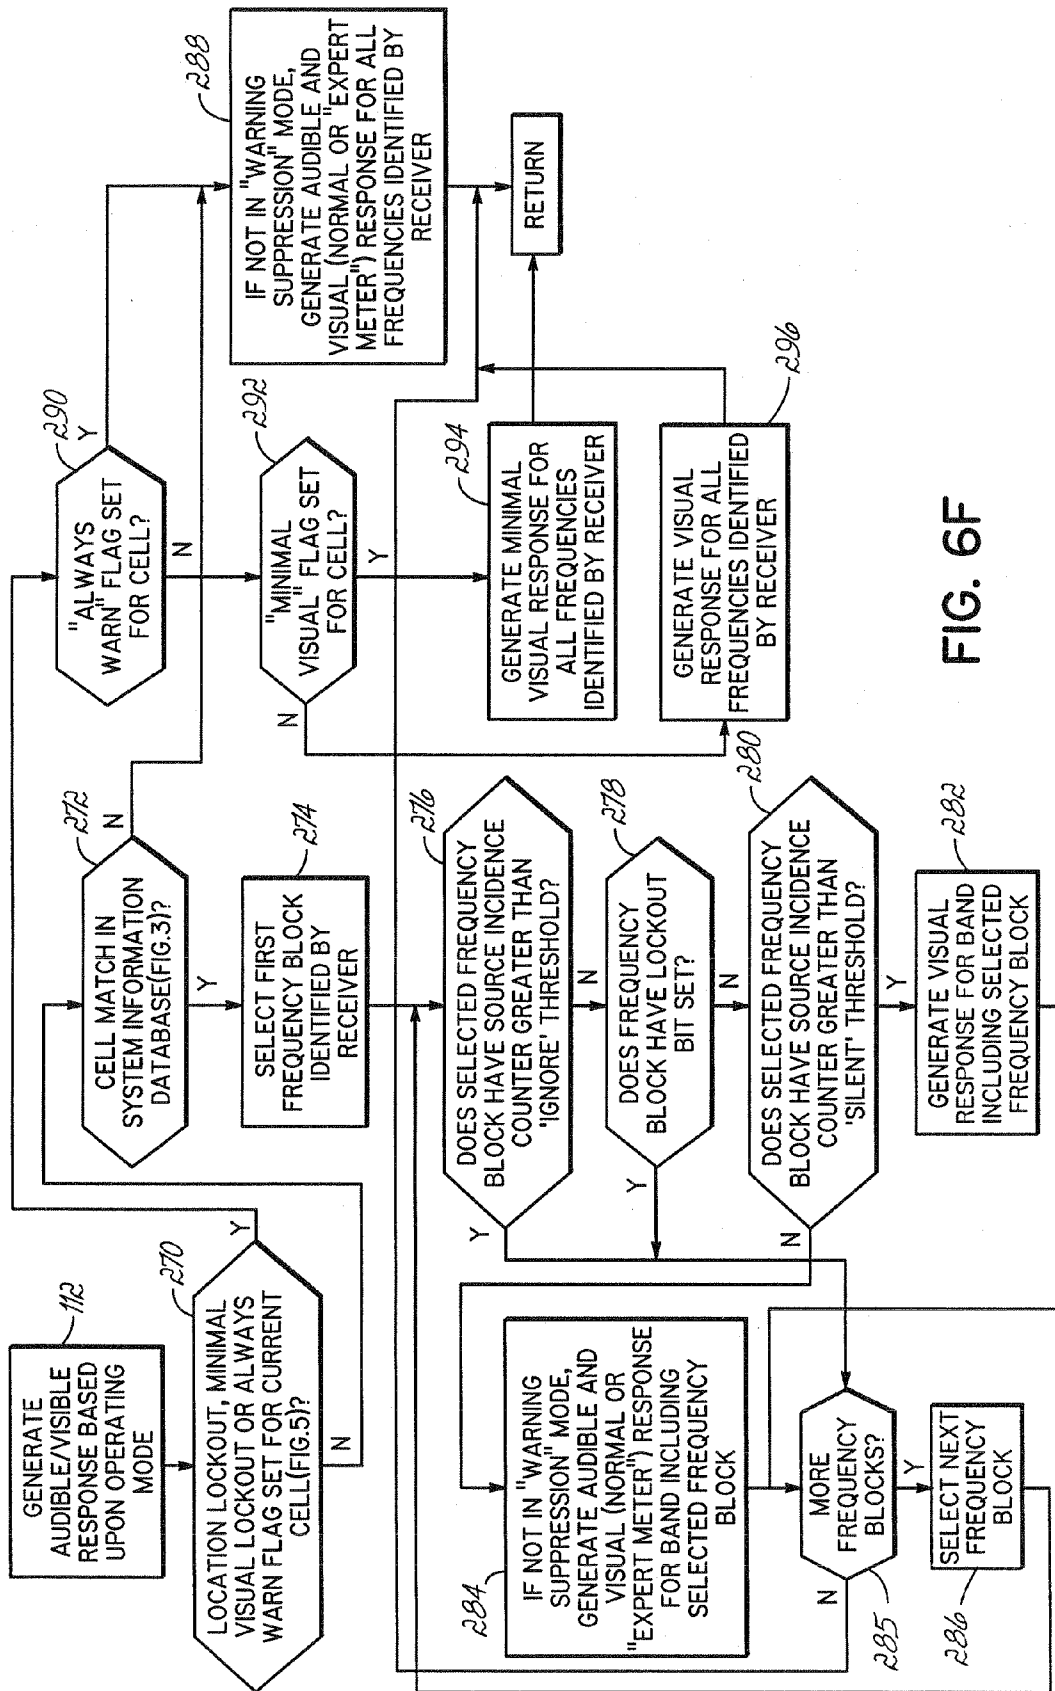 112
GENERATE
AUDIBLE/VISIBLE
RESPONSE BASED
UPON OPERATING
MODE
270
LOCATION LOCKOUT, MINIMAL
VISUAL LOCKOUT OR ALWAYS
WARN FLAG SET FOR CURRENT
CELL(FIG.5)?
Y
N
272
CELL MATCH IN
SYSTEM INFORMATION
DATABASE(FIG.3)?
N
Y
274
SELECT FIRST
FREQUENCY BLOCK
IDENTIFIED BY
RECEIVER
276
DOES SELECTED FREQUENCY
BLOCK HAVE SOURCE INCIDENCE
COUNTER GREATER THAN
'IGNORE' THRESHOLD?
Y
N
278
DOES FREQUENCY
BLOCK HAVE LOCKOUT
BIT SET?
Y
N
280
DOES SELECTED FREQUENCY
BLOCK HAVE SOURCE INCIDENCE
COUNTER GREATER THAN
'SILENT' THRESHOLD?
N
Y
282
GENERATE VISUAL
RESPONSE FOR BAND
INCLUDING SELECTED
FREQUENCY BLOCK
284
IF NOT IN "WARNING
SUPPRESSION" MODE,
GENERATE AUDIBLE AND
VISUAL (NORMAL OR
"EXPERT METER") RESPONSE
FOR BAND INCLUDING
SELECTED FREQUENCY
BLOCK
MORE
FREQUENCY
BLOCKS?
N
285
Y
SELECT NEXT
FREQUENCY
BLOCK
286
290
"ALWAYS
WARN" FLAG SET
FOR CELL?
Y
N
292
"MINIMAL
VISUAL" FLAG SET
FOR CELL?
N
Y
294
GENERATE MINIMAL
VISUAL RESPONSE FOR
ALL FREQUENCIES
IDENTIFIED BY RECEIVER
GENERATE VISUAL
RESPONSE FOR ALL
FREQUENCIES IDENTIFIED
BY RECEIVER
296
288
IF NOT IN "WARNING
SUPPRESSION" MODE,
GENERATE AUDIBLE AND
VISUAL (NORMAL OR "EXPERT
METER") RESPONSE FOR ALL
FREQUENCIES IDENTIFIED BY
RECEIVER
RETURN
FIG. 6F